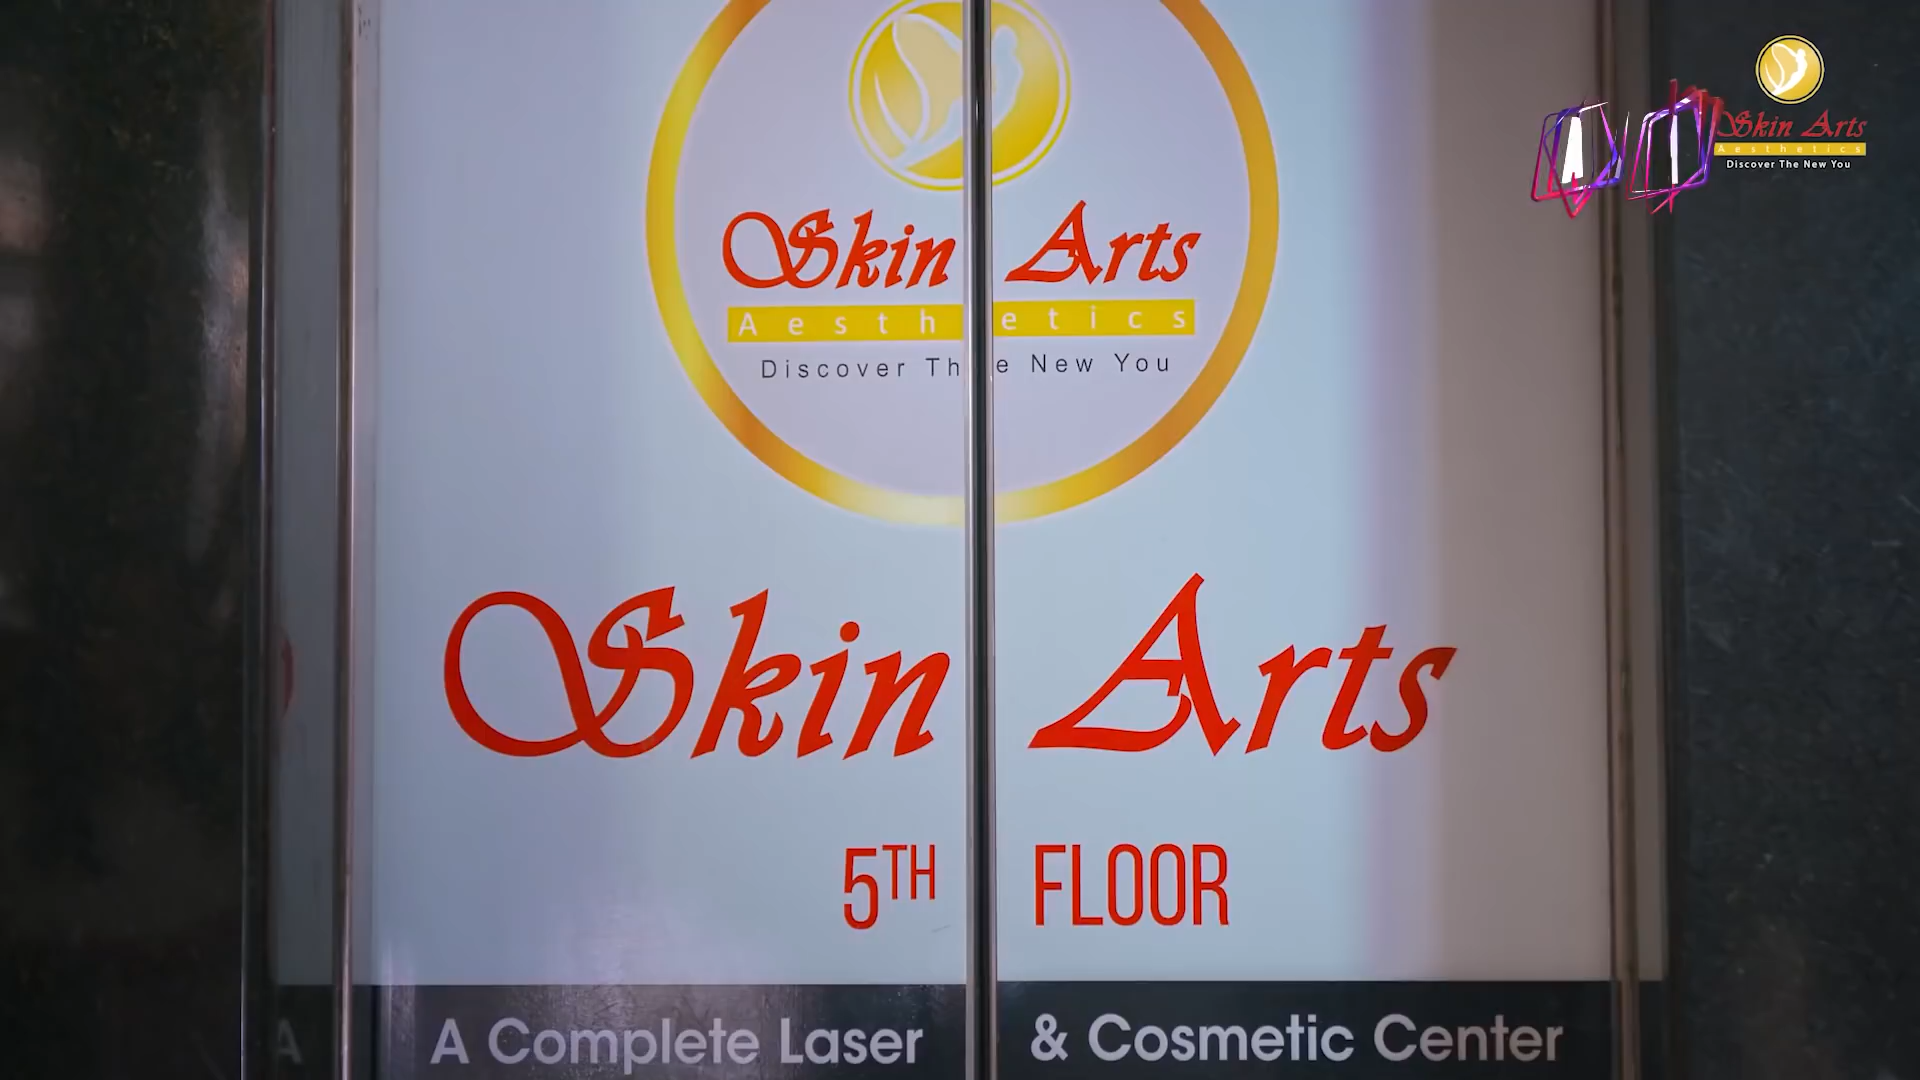 Skin Arts
Aesthetics
Discover The New You
Skin Arts
5TH FLOOR
A Complete Laser & Cosmetic Center
Skin Arts
Aesthetics
Discover The New You